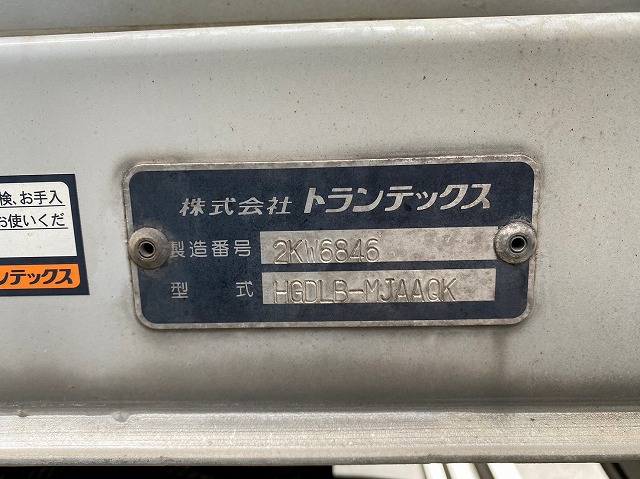 検、お手入
お使いくだ
ンテックス
株式会社 トランテックス
製造番号 2KW6846
型式 HGDLB-MJAAQK